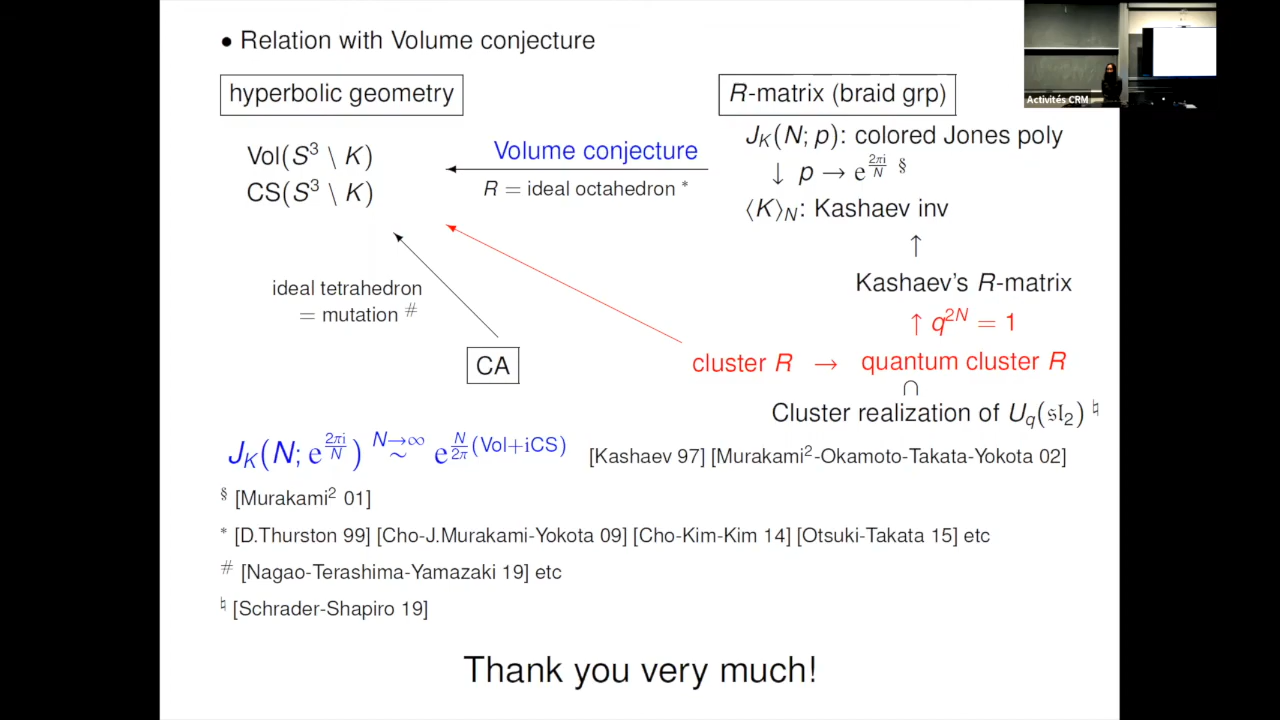 • Relation with Volume conjecture
hyperbolic geometry
R-matrix (braid grp)
Activités CRM
Vol(S³ \ K)
CS(S³ \ K)
Volume conjecture
R = ideal octahedron *
J_K(N; p): colored Jones poly
↓ p → e^{2πi/N} §
⟨K⟩_N: Kashaev inv
↑
Kashaev's R-matrix
↑ q^{2N} = 1
ideal tetrahedron
= mutation #
CA
cluster R → quantum cluster R
∩
Cluster realization of U_q(𝔰𝔩₂) ♮
J_K(N; e^{2πi/N}) \overset{N→∞}{∼} e^{N/2π (Vol+iCS)} [Kashaev 97] [Murakami²-Okamoto-Takata-Yokota 02]
§ [Murakami² 01]
* [D.Thurston 99] [Cho-J.Murakami-Yokota 09] [Cho-Kim-Kim 14] [Otsuki-Takata 15] etc
# [Nagao-Terashima-Yamazaki 19] etc
♮ [Schrader-Shapiro 19]
Thank you very much!